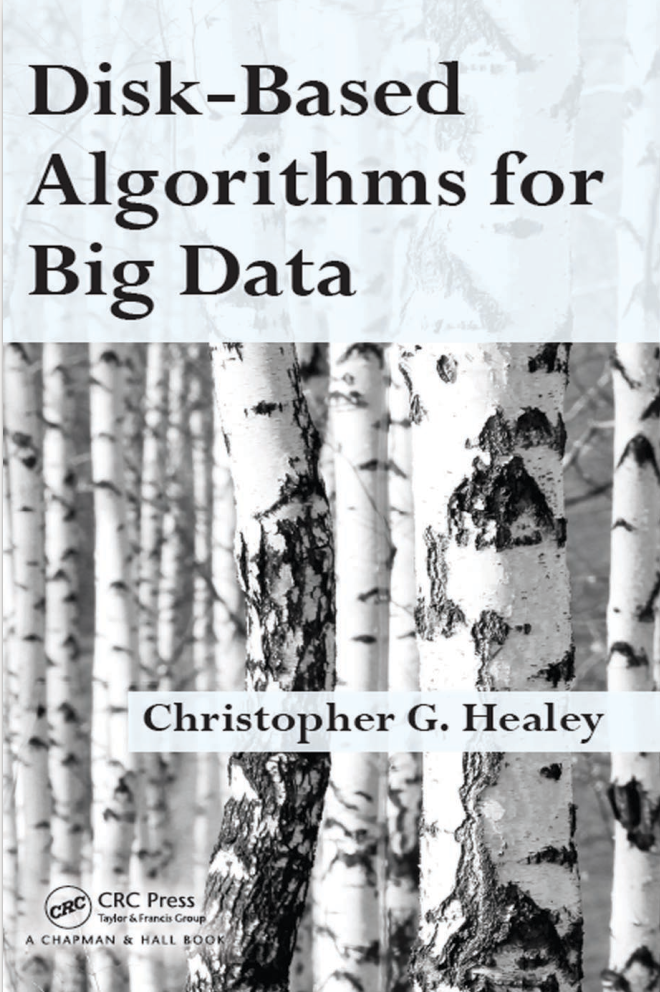 Disk-Based
Algorithms for
Big Data
Christopher G. Healey
CRC
CRC Press
Taylor & Francis Group
A CHAPMAN & HALL BOOK